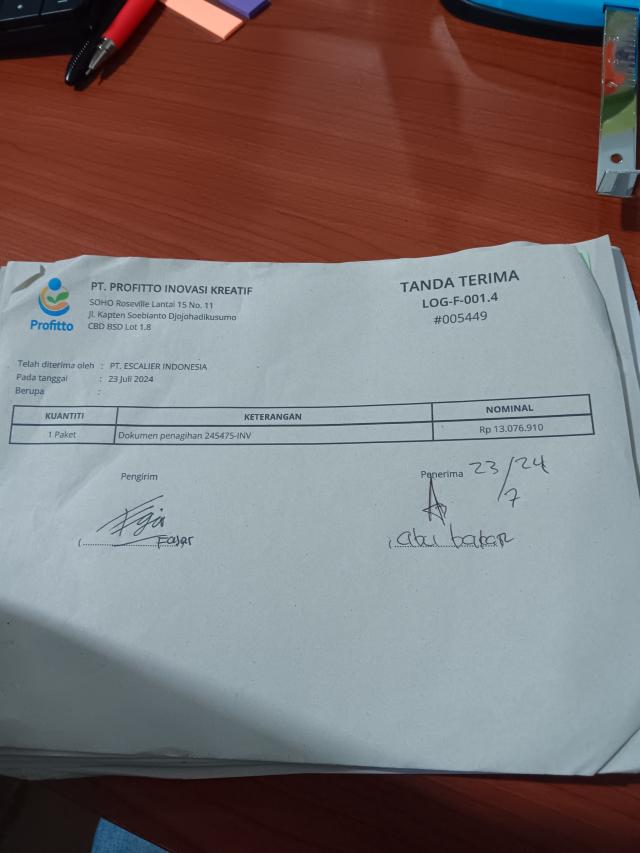 Profitto
PT. PROFITTO INOVASI KREATIF
SOHO Roseville Lantai 15 No. 11
Jl. Kapten Soebianto Djojohadikusumo
CBD BSD Lot 1.8
TANDA TERIMA
LOG-F-001.4
#005449
Telah diterima oleh : PT. ESCALIER INDONESIA
Pada tanggal : 23 Juli 2024
Berupa :
KUANTITI KETERANGAN NOMINAL
1 Paket Dokumen penagihan 245475-INV Rp 13.076.910
Pengirim Penerima 23/24
7
Fajar abu bakar